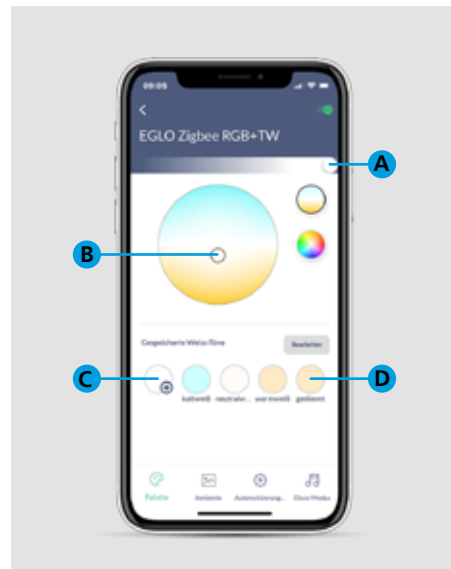 09:05
EGLO Zigbee RGB+TW
A
B
Gespeicherte Weiss-Töne
Bearbeiten
C
D
kaltweiß neutralw... warmweiß gedimmt
Palette Ambiente Automatisierung... Disco Modus